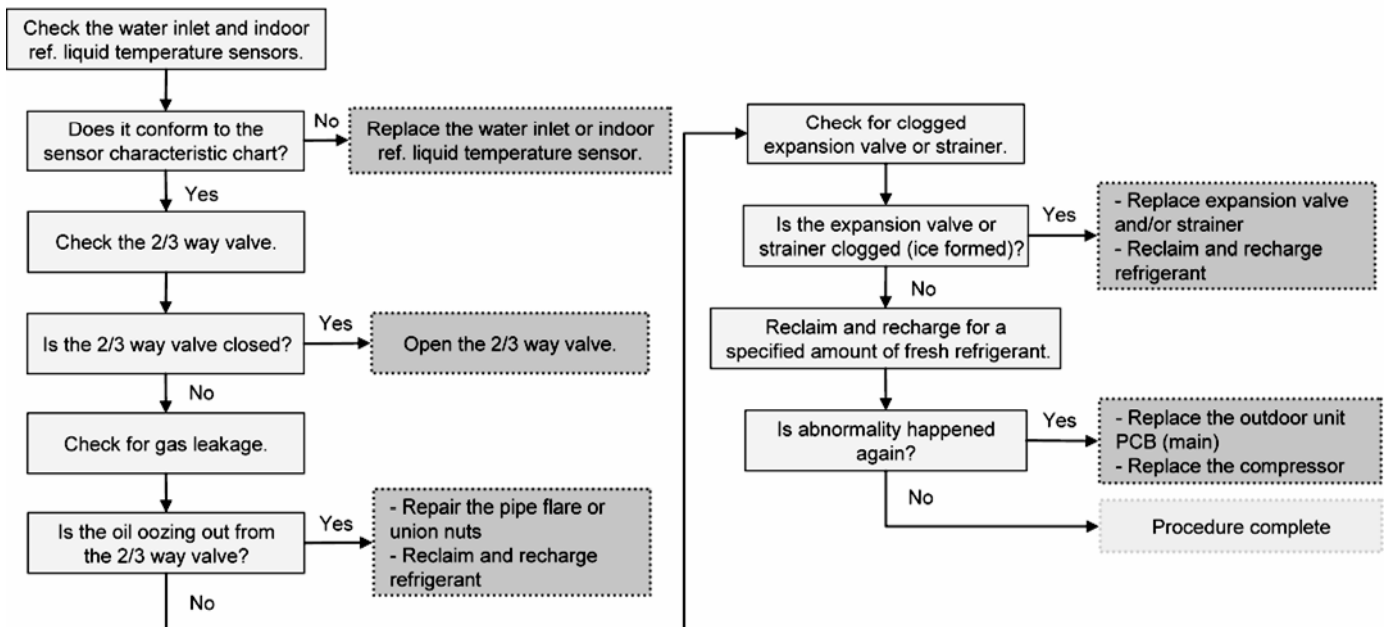 Check the water inlet and indoor
ref. liquid temperature sensors.
Does it conform to the
sensor characteristic chart?
No
Replace the water inlet or indoor
ref. liquid temperature sensor.
Yes
Check the 2/3 way valve.
Is the 2/3 way valve closed?
Yes
Open the 2/3 way valve.
No
Check for gas leakage.
Is the oil oozing out from
the 2/3 way valve?
Yes
- Repair the pipe flare or
union nuts
- Reclaim and recharge
refrigerant
No
Check for clogged
expansion valve or strainer.
Is the expansion valve or
strainer clogged (ice formed)?
Yes
- Replace expansion valve
and/or strainer
- Reclaim and recharge
refrigerant
No
Reclaim and recharge for a
specified amount of fresh refrigerant.
Is abnormality happened
again?
Yes
- Replace the outdoor unit
PCB (main)
- Replace the compressor
No
Procedure complete